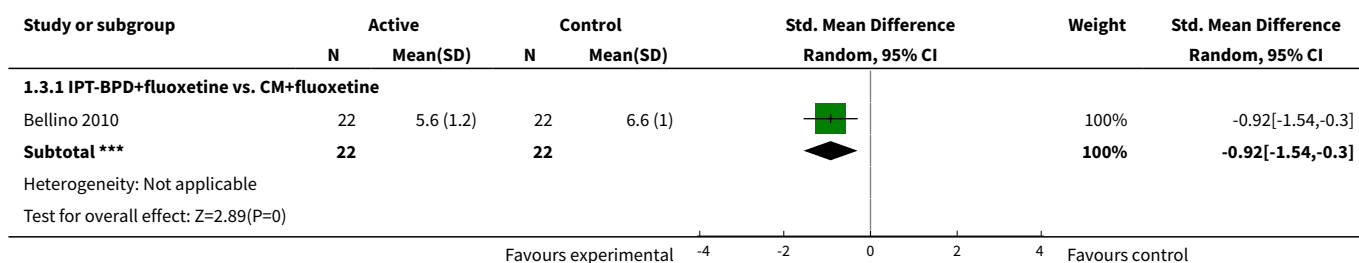 Study or subgroup Active Control Std. Mean Difference Weight Std. Mean Difference
N Mean(SD) N Mean(SD) Random, 95% CI Random, 95% CI
1.3.1 IPT-BPD+fluoxetine vs. CM+fluoxetine
Bellino 2010 22 5.6 (1.2) 22 6.6 (1) 100% -0.92[-1.54,-0.3]
Subtotal *** 22 22 100% -0.92[-1.54,-0.3]
Heterogeneity: Not applicable
Test for overall effect: Z=2.89(P=0)
Favours experimental -4 -2 0 2 4 Favours control